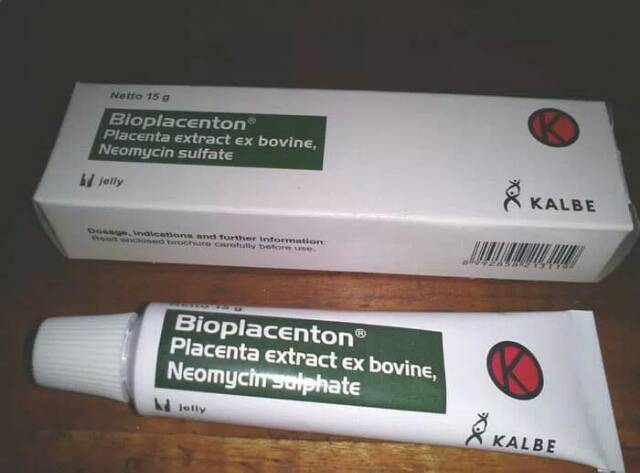 Netto 15 g
Bioplacenton®
Placenta extract ex bovine,
Neomycin sulfate
jelly
K
KALBE
Dosage, indications and further information:
Read enclosed brochure carefully before use.
Bioplacenton®
Placenta extract ex bovine,
Neomycin sulphate
jelly
K
KALBE